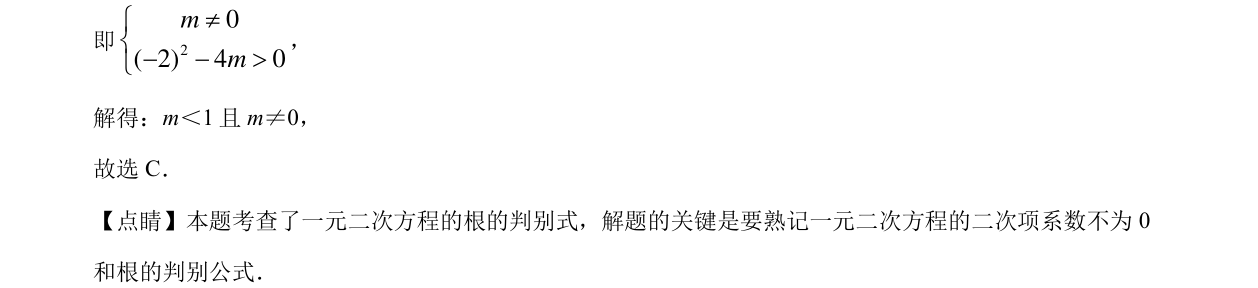 即{m≠0
(−2)²−4m>0,
解得：m＜1 且 m≠0，
故选 C．
【点睛】本题考查了一元二次方程的根的判别式，解题的关键是要熟记一元二次方程的二次项系数不为 0
和根的判别公式．